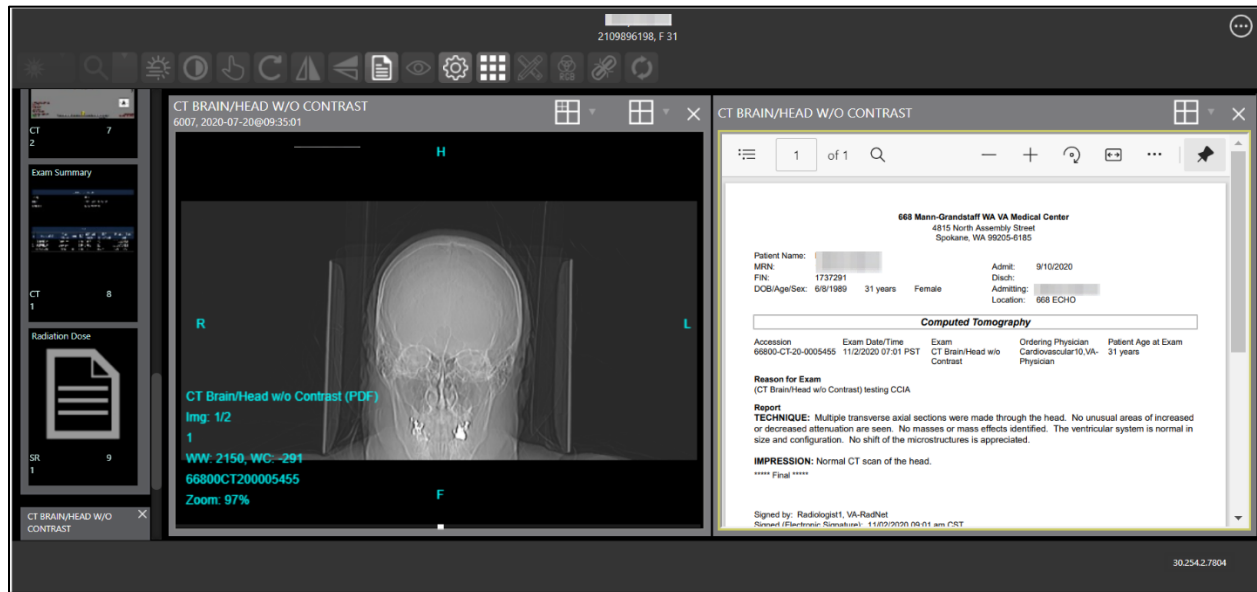 2109896198, F 31
CT 7
2
Exam Summary
CT 8
1
Radiation Dose
SR 9
1
CT BRAIN/HEAD W/O
CONTRAST
CT BRAIN/HEAD W/O CONTRAST
6007, 2020-07-20@09:35:01
H
R
L
CT Brain/Head w/o Contrast (PDF)
Img: 1/2
1
WW: 2150, WC: -291
66800CT200005455
Zoom: 97%
F
CT BRAIN/HEAD W/O CONTRAST
1 of 1
668 Mann-Grandstaff WA VA Medical Center
4815 North Assembly Street
Spokane, WA 99205-6185
Patient Name:
MRN: Admit: 9/10/2020
FIN: 1737291 Disch:
DOB/Age/Sex: 6/8/1989 31 years Female Admitting:
Location: 668 ECHO
Computed Tomography
Accession Exam Date/Time Exam Ordering Physician Patient Age at Exam
66800-CT-20-0005455 11/2/2020 07:01 PST CT Brain/Head w/o Cardiovascular10,VA- 31 years
Contrast Physician
Reason for Exam
(CT Brain/Head w/o Contrast) testing CCIA
Report
TECHNIQUE: Multiple transverse axial sections were made through the head. No unusual areas of increased
or decreased attenuation are seen. No masses or mass effects identified. The ventricular system is normal in
size and configuration. No shift of the microstructures is appreciated.
IMPRESSION: Normal CT scan of the head.
***** Final *****
Signed by: Radiologist1, VA-RadNet
Signed (Electronic Signature): 11/02/2020 09:01 am CST
30.254.2.7804